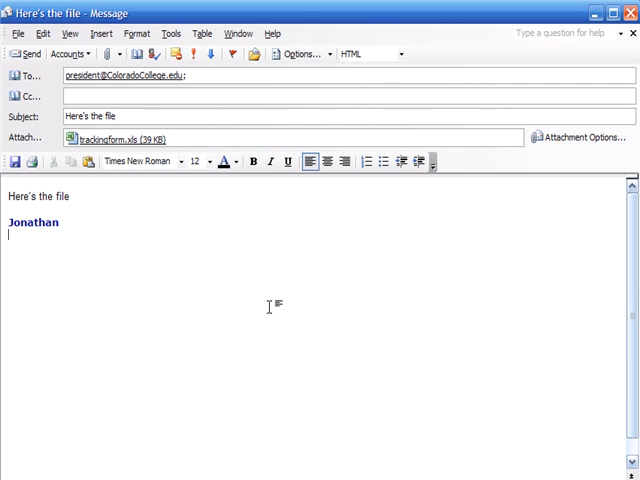 Here's the file - Message
File Edit View Insert Format Tools Table Window Help Type a question for help
Send Accounts Options... HTML
To... president@ColoradoCollege.edu;
Cc...
Subject: Here's the file
Attach... trackingform.xls (39 KB) Attachment Options...
Times New Roman 12 A B I U
Here's the file
Jonathan